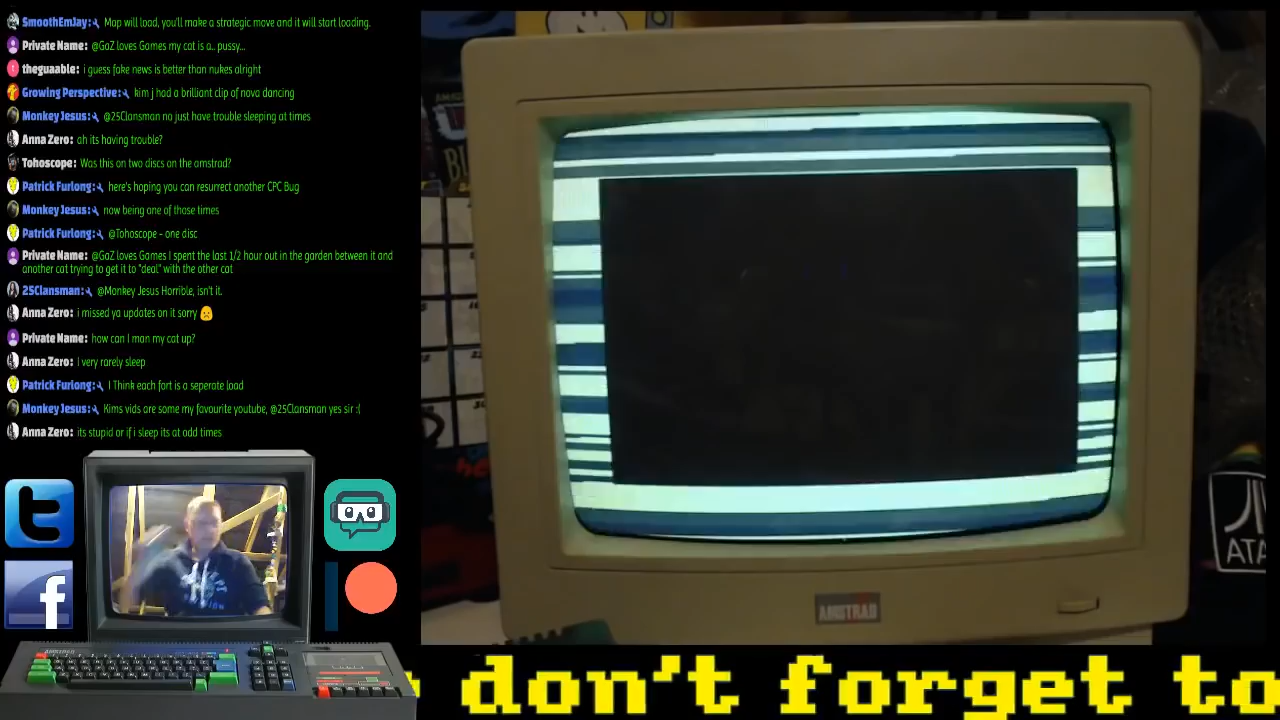 SmoothEmJay: Map will load, you'll make a strategic move and it will start loading.
Private Name: @GaZ loves Games my cat is a.. pussy...
theguaable: i guess fake news is better than nukes alright
Growing Perspective: kim j had a brilliant clip of nova dancing
Monkey Jesus: @25Clansman no just have trouble sleeping at times
Anna Zero: ah its having trouble?
Tohoscope: Was this on two discs on the amstrad?
Patrick Furlong: here's hoping you can resurrect another CPC Bug
Monkey Jesus: now being one of those times
Patrick Furlong: @Tohoscope - one disc
Private Name: @GaZ loves Games I spent the last 1/2 hour out in the garden between it and
another cat trying to get it to "deal" with the other cat
25Clansman: @Monkey Jesus Horrible, isn't it.
Anna Zero: i missed ya updates on it sorry
Private Name: how can I man my cat up?
Anna Zero: I very rarely sleep
Patrick Furlong: I Think each fort is a seperate load
Monkey Jesus: Kims vids are some my favourite youtube, @25Clansman yes sir :(
Anna Zero: its stupid or if i sleep its at odd times
AMSTRAD
ATA
don't forget to